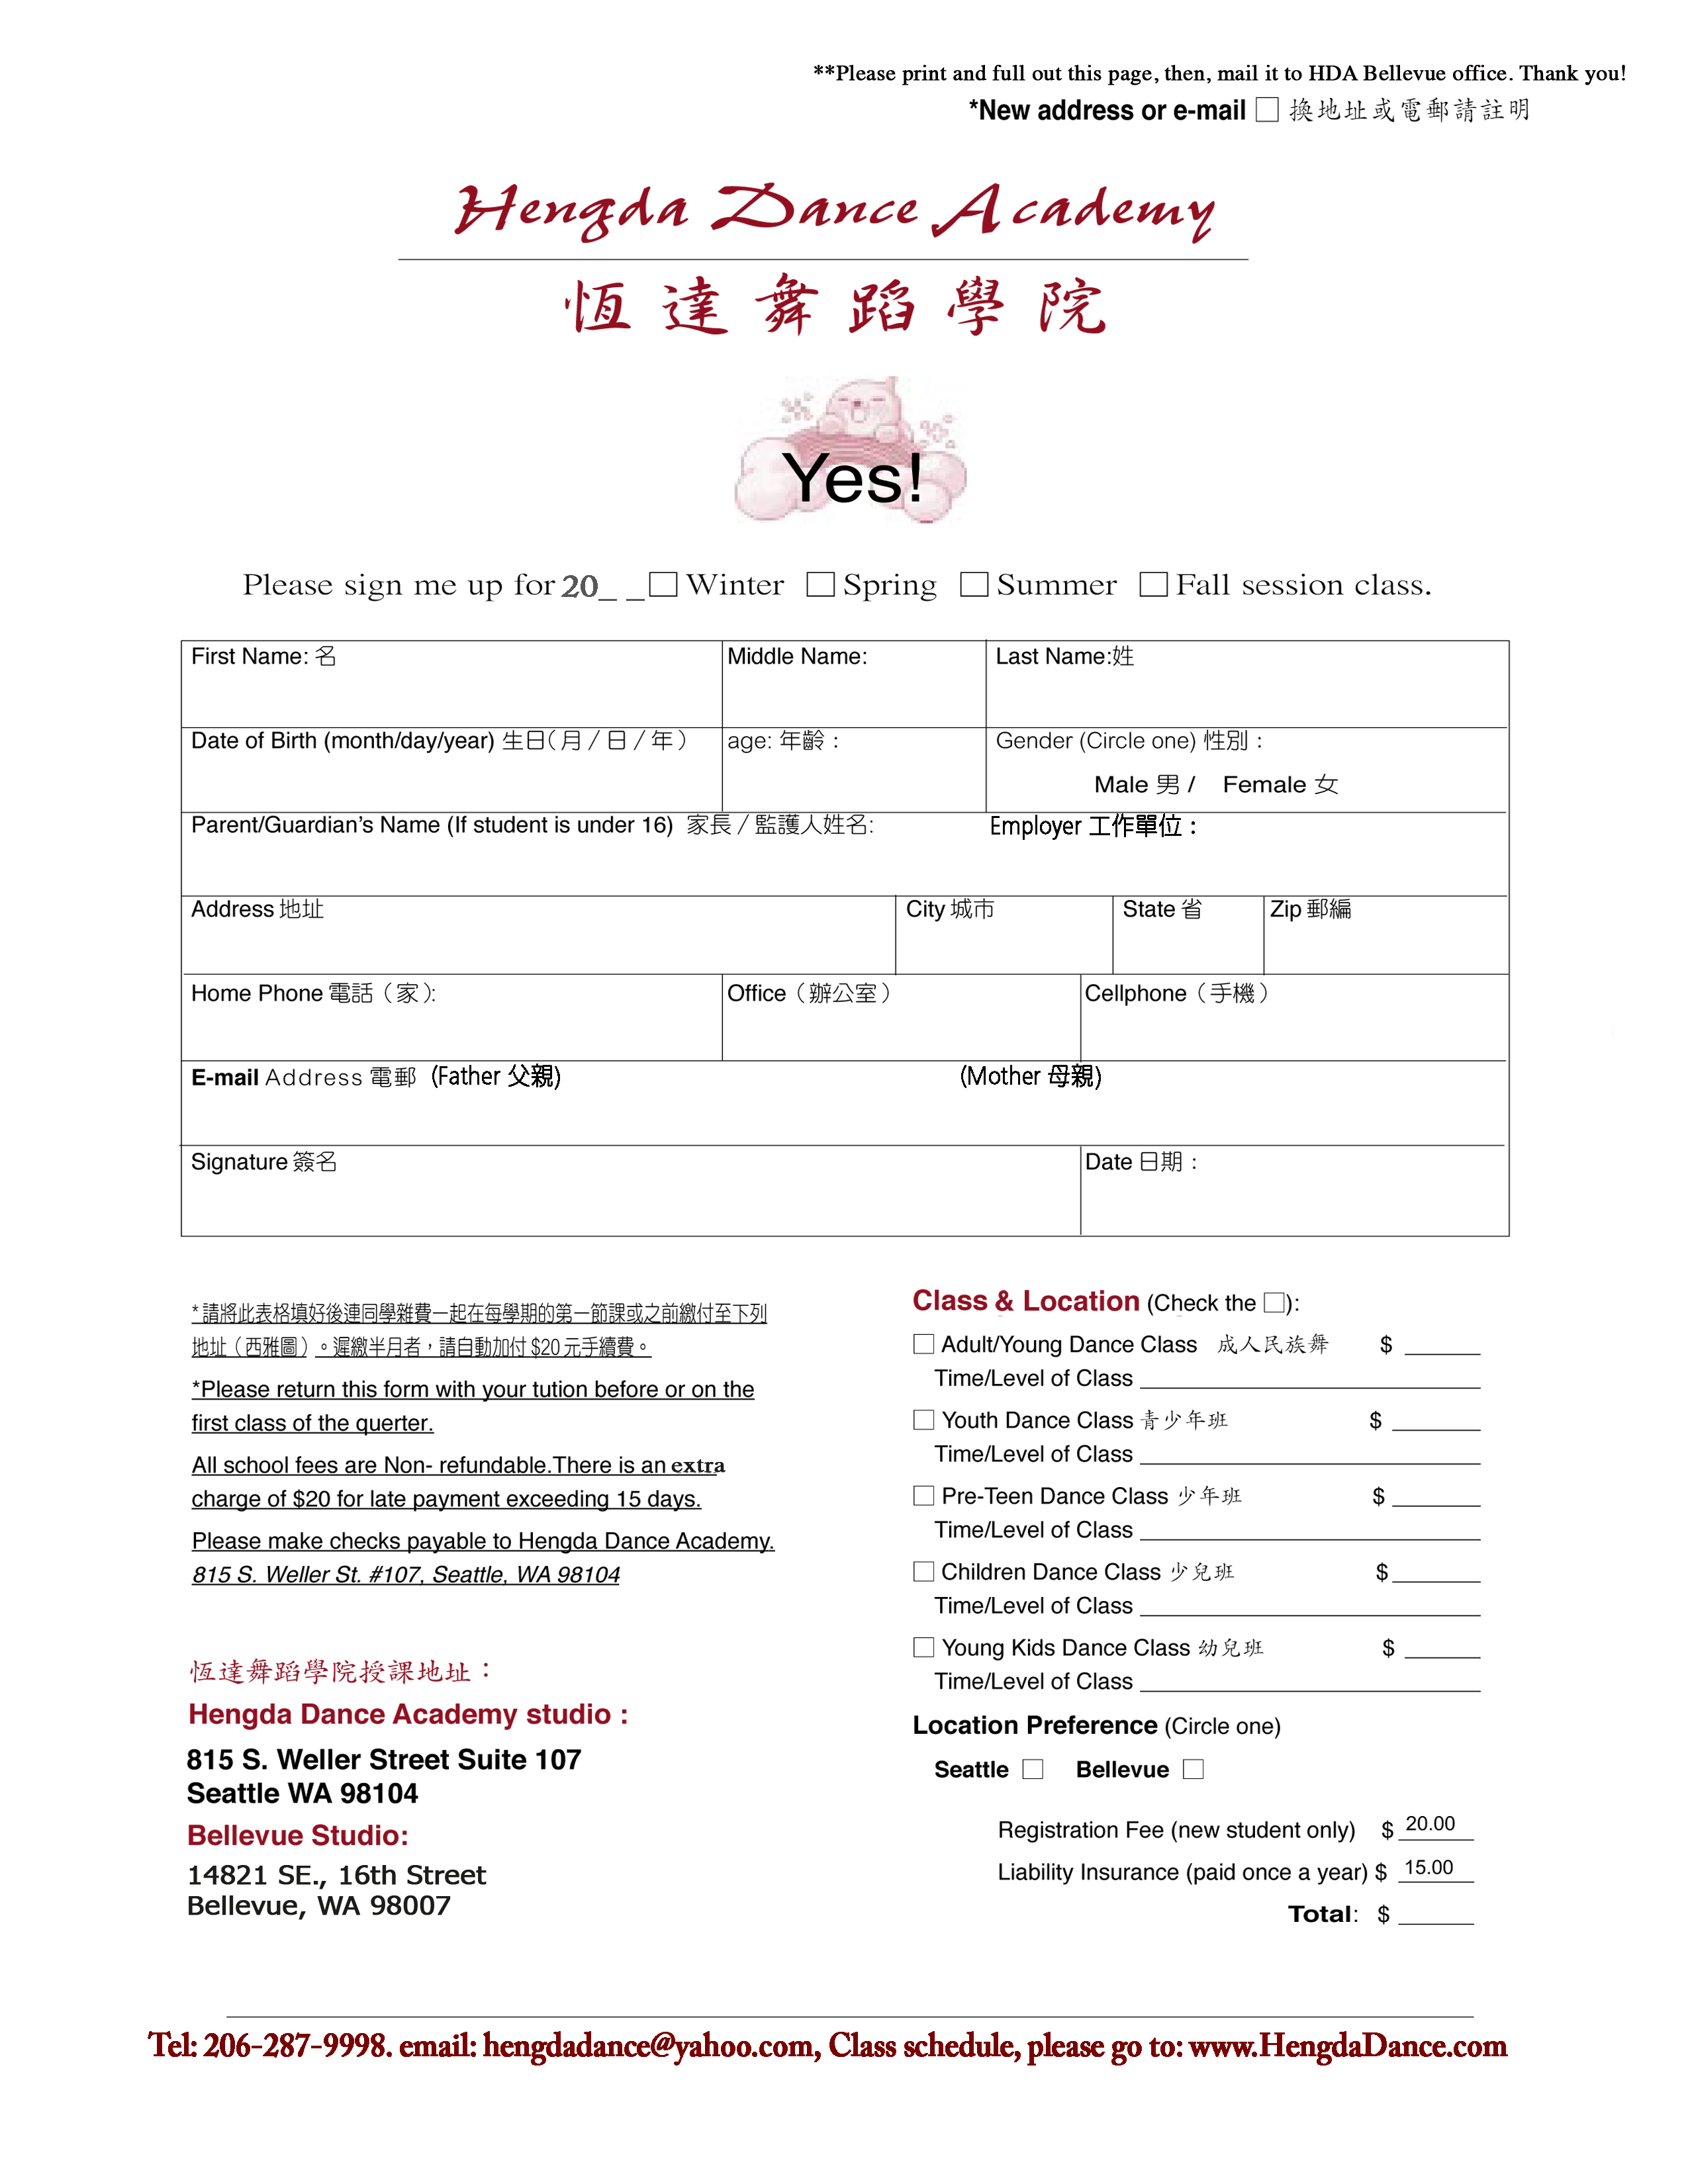 **Please print and full out this page, then, mail it to HDA Bellevue office. Thank you!
*New address or e-mail □ 換地址或電郵請註明
Hengda Dance Academy
恆達舞蹈學院
Yes!
Please sign me up for 20_ _□ Winter □ Spring □ Summer □ Fall session class.
First Name: 名 Middle Name: Last Name:姓
Date of Birth (month/day/year) 生日(月/日/年) age: 年齡: Gender (Circle one) 性別:
Male 男 / Female 女
Parent/Guardian's Name (If student is under 16) 家長/監護人姓名: Employer 工作單位:
Address 地址 City 城市 State 省 Zip 郵編
Home Phone 電話(家): Office(辦公室) Cellphone(手機)
E-mail Address 電郵 (Father 父親) (Mother 母親)
Signature 簽名 Date 日期:
*請將此表格填好後連同學雜費一起在每學期的第一節課或之前繳付至下列
地址(西雅圖)。遲繳半月者,請自動加付 $20 元手續費。
*Please return this form with your tution before or on the
first class of the querter.
All school fees are Non- refundable.There is an extra
charge of $20 for late payment exceeding 15 days.
Please make checks payable to Hengda Dance Academy.
815 S. Weller St. #107, Seattle, WA 98104
恆達舞蹈學院授課地址:
Hengda Dance Academy studio :
815 S. Weller Street Suite 107
Seattle WA 98104
Bellevue Studio:
14821 SE., 16th Street
Bellevue, WA 98007
Class & Location (Check the □):
□ Adult/Young Dance Class 成人民族舞 $ ______
Time/Level of Class ______
□ Youth Dance Class 青少年班 $ ______
Time/Level of Class ______
□ Pre-Teen Dance Class 少年班 $ ______
Time/Level of Class ______
□ Children Dance Class 少兒班 $______
Time/Level of Class ______
□ Young Kids Dance Class 幼兒班 $ ______
Time/Level of Class ______
Location Preference (Circle one)
Seattle □ Bellevue □
Registration Fee (new student only) $ 20.00
Liability Insurance (paid once a year) $ 15.00
Total: $ ______
Tel: 206-287-9998. email: hengdadance@yahoo.com, Class schedule, please go to: www.HengdaDance.com